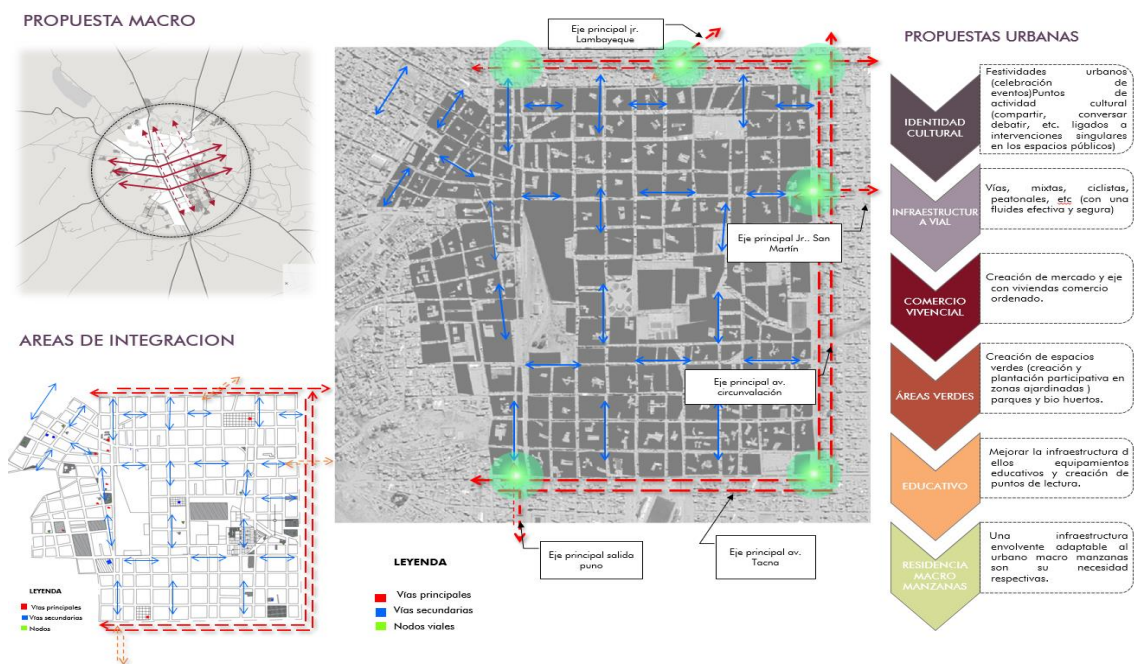 PROPUESTA MACRO
AREAS DE INTEGRACION
LEYENDA
Vías principales
Vías secundarias
Nodos
Eje principal jr.
Lambayeque
Eje principal Jr.. San
Martín
Eje principal av.
circunvalación
Eje principal salida
puno
Eje principal av.
Tacna
LEYENDA
Vías principales
Vías secundarias
Nodos viales
PROPUESTAS URBANAS
IDENTIDAD
CULTURAL
Festividades urbanos
(celebración de
eventos)Puntos de
actividad cultural
(compartir, conversar
debatir, etc. ligados a
intervenciones singulares
en los espacios públicos)
INFRAESTRUCTUR
A VIAL
Vías, mixtas, ciclistas,
peatonales, etc (con una
fluides efectiva y segura)
COMERCIO
VIVENCIAL
Creación de mercado y eje
con viviendas comercio
ordenado.
ÁREAS VERDES
Creación de espacios
verdes (creación y
plantación participativa en
zonas ajardinadas )
parques y bio huertos.
EDUCATIVO
Mejorar la infraestructura d
ellos equipamientos
educativos y creación de
puntos de lectura.
RESIDENCIA
MACRO
MANZANAS
Una infraestructura
envolvente adaptable al
urbano macro manzanas
son su necesidad
respectivas.